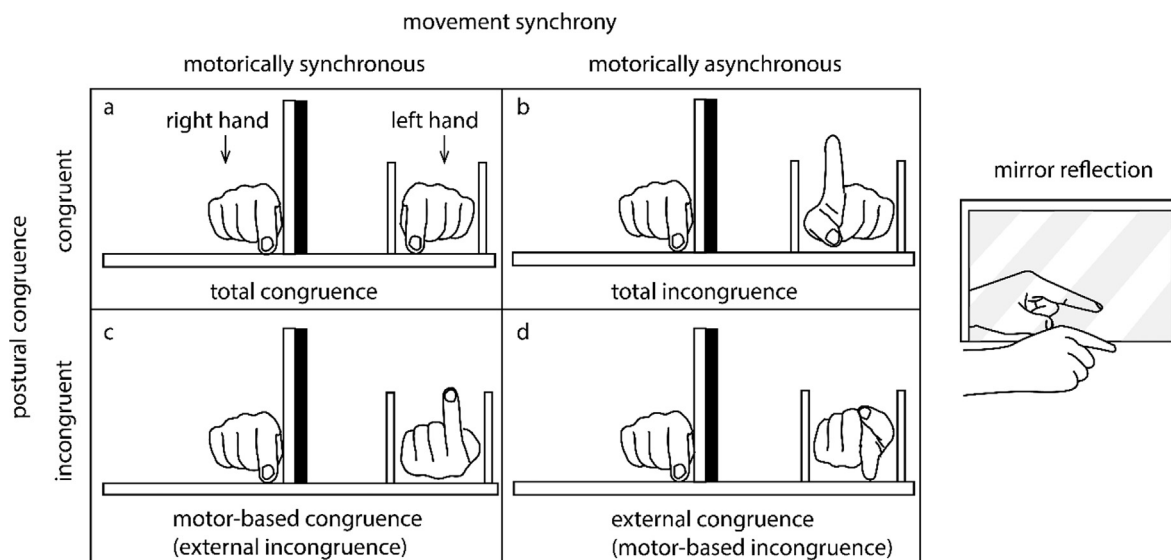 movement synchrony
motorically synchronous
motorically asynchronous
postural congruence
congruent
incongruent
a
right hand
left hand
total congruence
b
total incongruence
c
motor-based congruence
(external incongruence)
d
external congruence
(motor-based incongruence)
mirror reflection